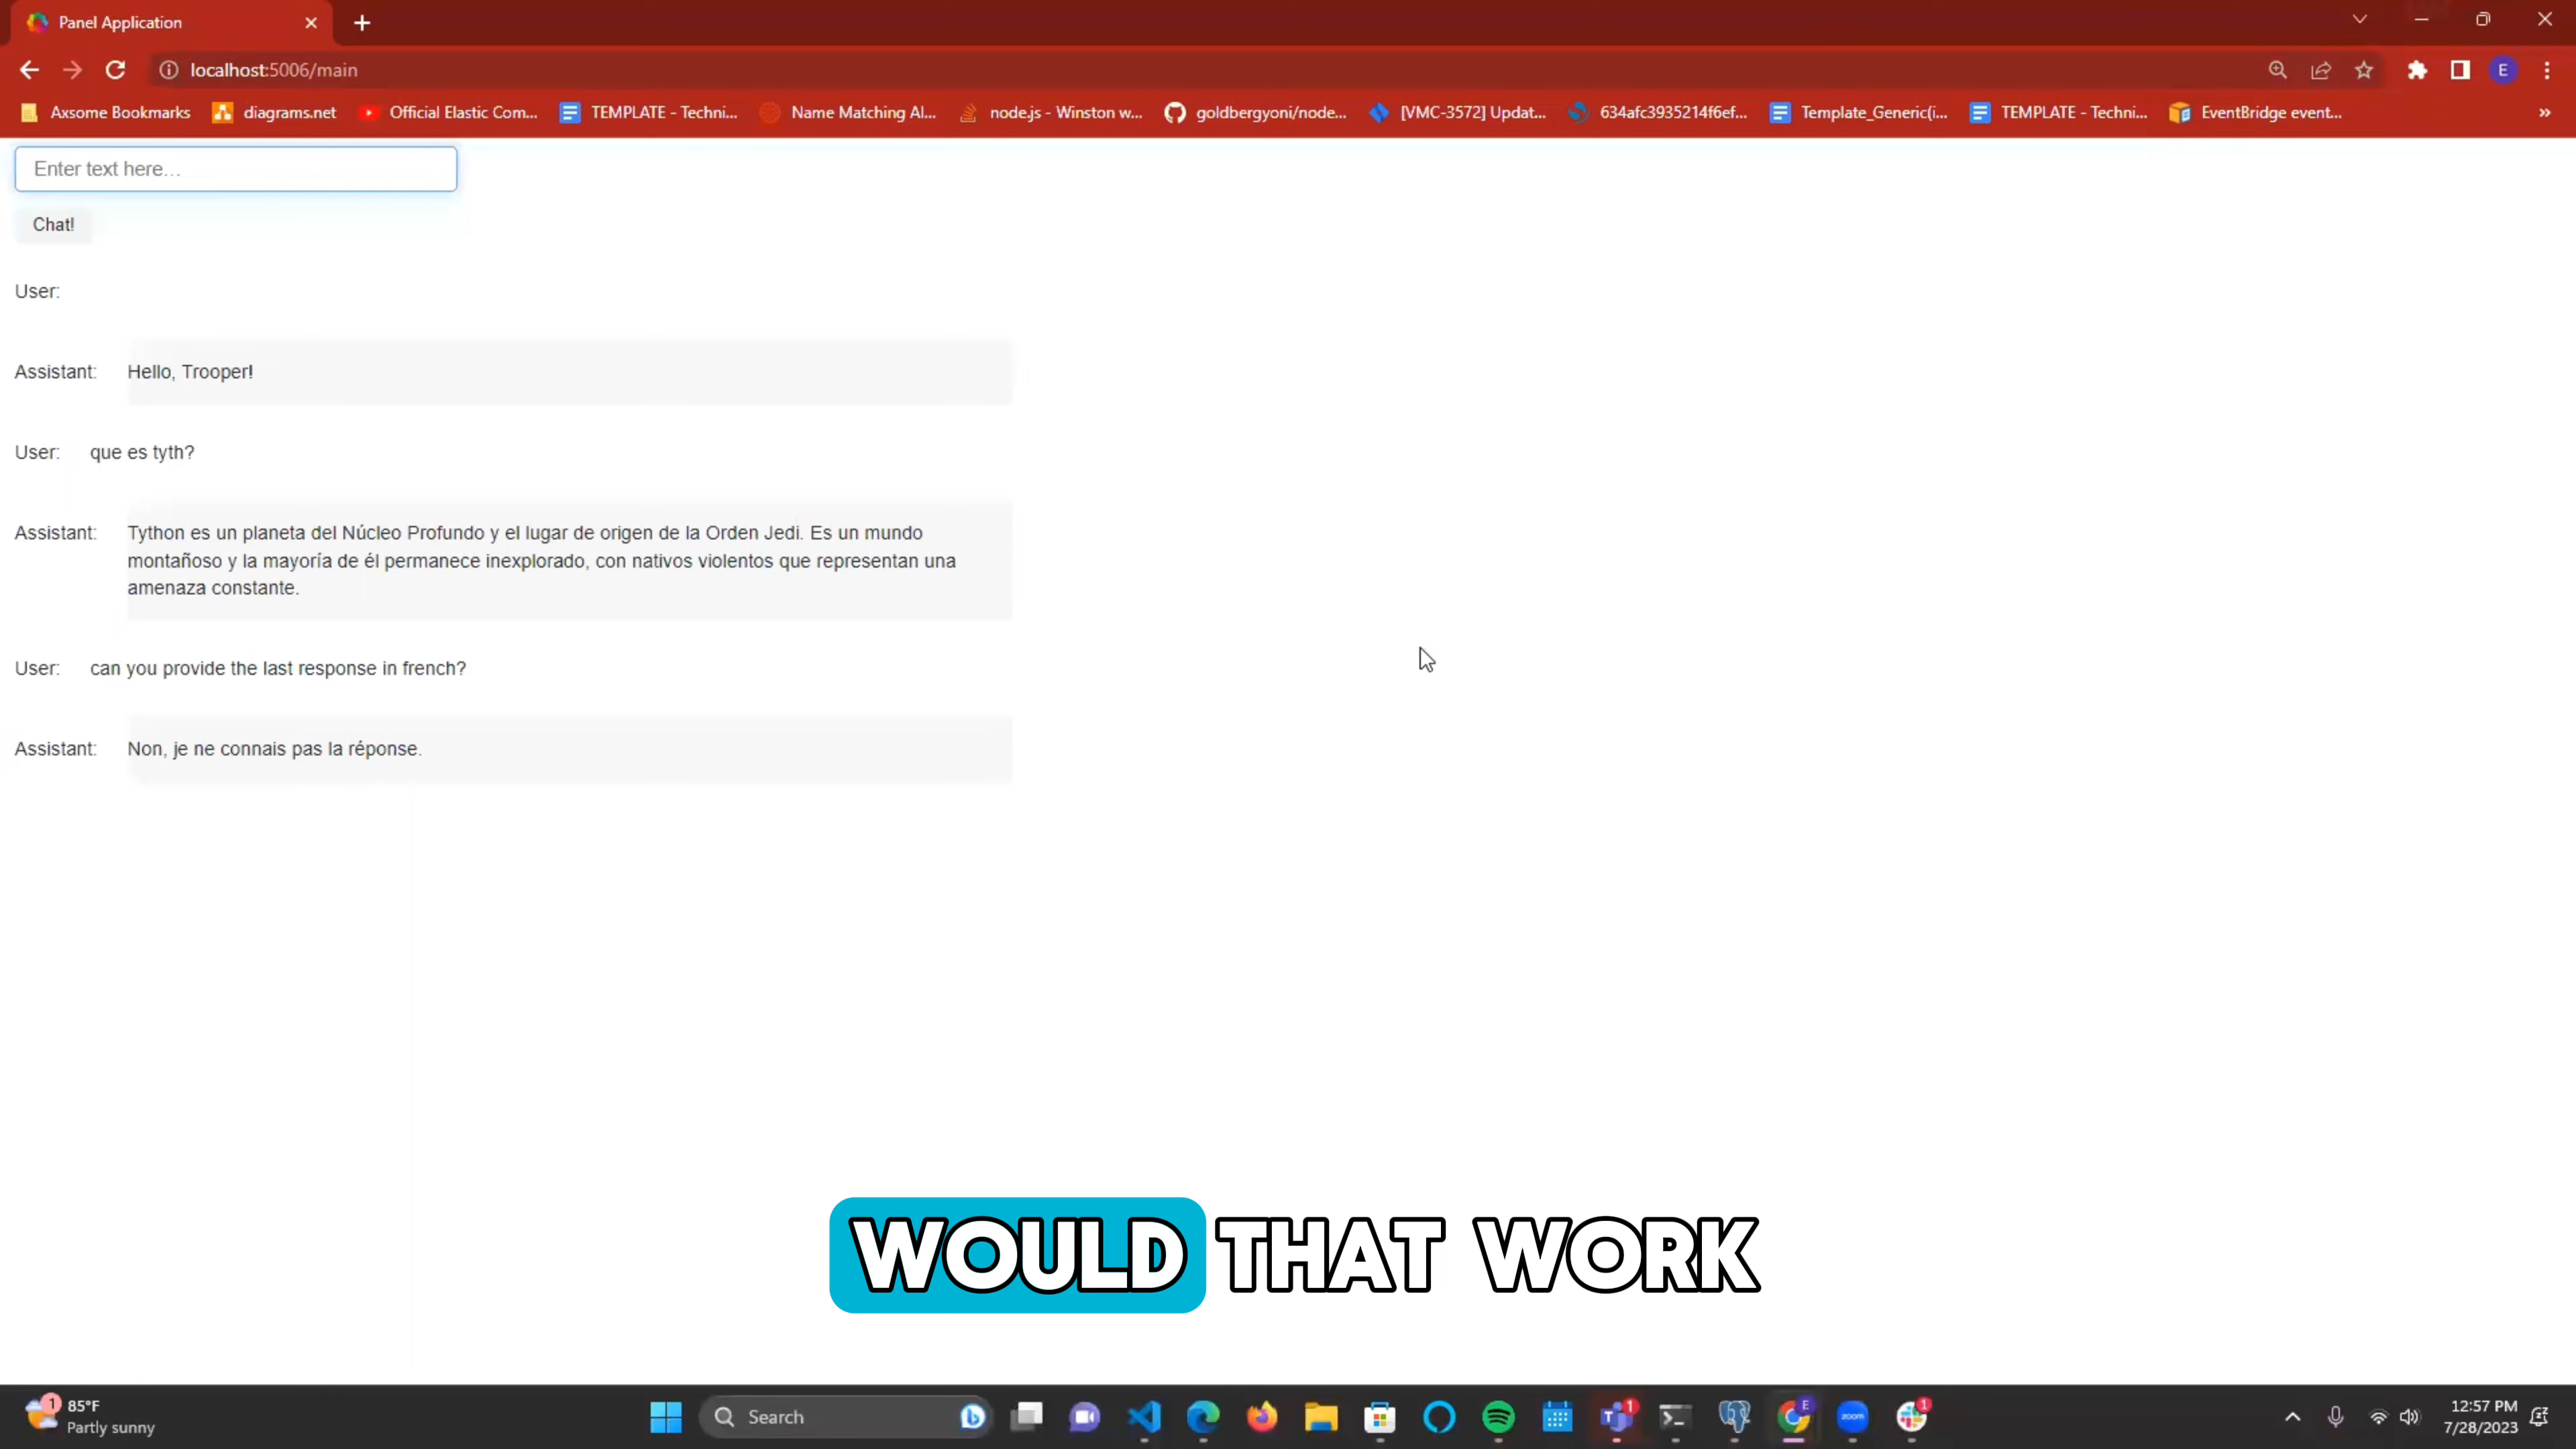 Panel Application
localhost:5006/main
E
Axsome Bookmarks diagrams.net Official Elastic Com... TEMPLATE - Techni... Name Matching Al... node.js - Winston w... goldbergyoni/node... [VMC-3572] Updat... 634afc3935214f6ef... Template_Generic(i... TEMPLATE - Techni... EventBridge event... »
Enter text here...
Chat!
User:
Assistant: Hello, Trooper!
User: que es tyth?
Assistant: Tython es un planeta del Núcleo Profundo y el lugar de origen de la Orden Jedi. Es un mundo
montañoso y la mayoría de él permanece inexplorado, con nativos violentos que representan una
amenaza constante.
User: can you provide the last response in french?
Assistant: Non, je ne connais pas la réponse.
WOULD THAT WORK
1 85°F
Partly sunny
Search
1
E
zoom
1
12:57 PM
7/28/2023